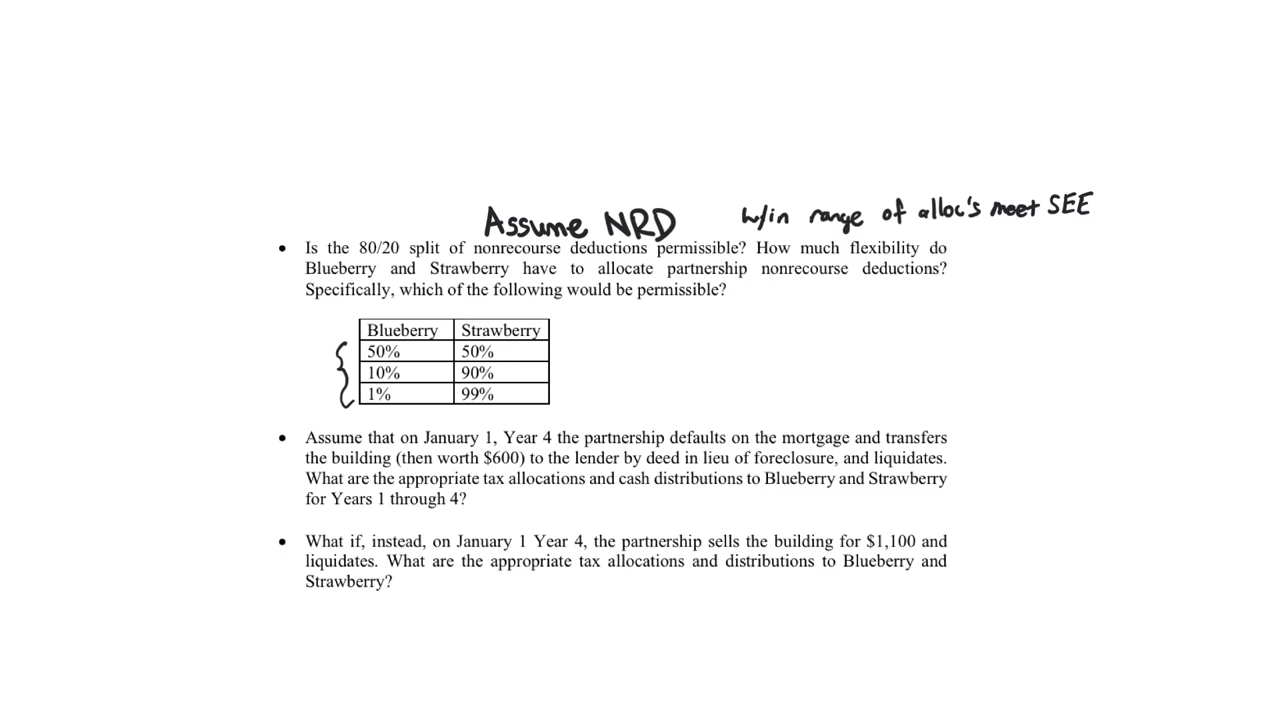 Assume NRD w/in range of alloc's meet SEE
• Is the 80/20 split of nonrecourse deductions permissible? How much flexibility do
Blueberry and Strawberry have to allocate partnership nonrecourse deductions?
Specifically, which of the following would be permissible?
Blueberry Strawberry
50% 50%
10% 90%
1% 99%
• Assume that on January 1, Year 4 the partnership defaults on the mortgage and transfers
the building (then worth $600) to the lender by deed in lieu of foreclosure, and liquidates.
What are the appropriate tax allocations and cash distributions to Blueberry and Strawberry
for Years 1 through 4?
• What if, instead, on January 1 Year 4, the partnership sells the building for $1,100 and
liquidates. What are the appropriate tax allocations and distributions to Blueberry and
Strawberry?